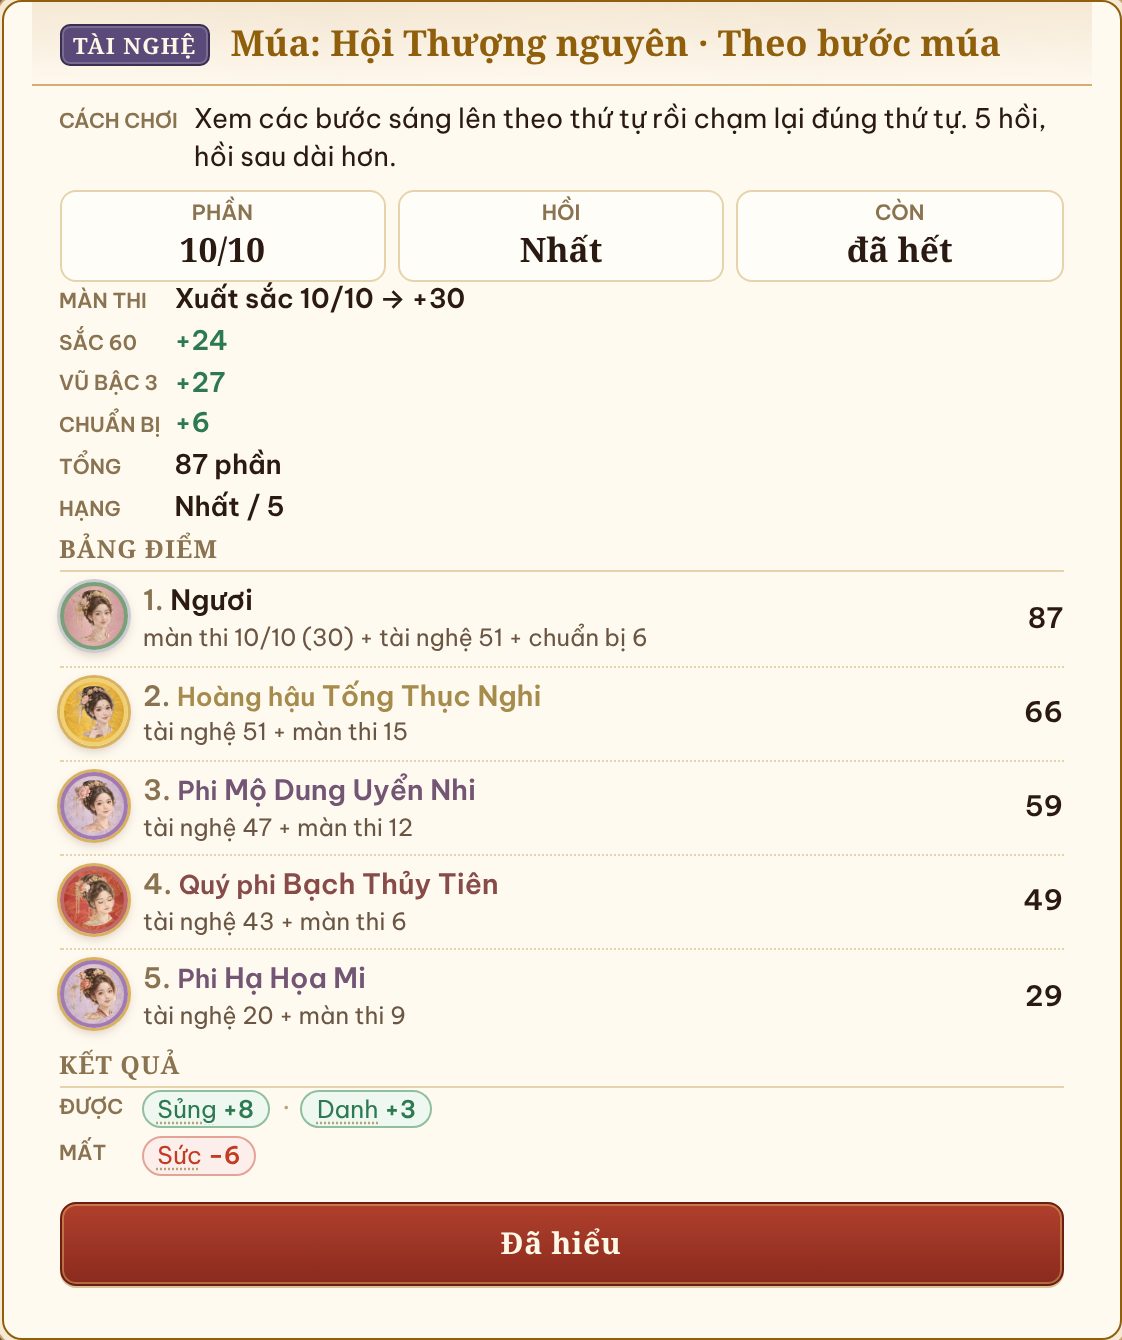 TÀI NGHỆ Múa: Hội Thượng nguyên · Theo bước múa
CÁCH CHƠI Xem các bước sáng lên theo thứ tự rồi chạm lại đúng thứ tự. 5 hồi,
hồi sau dài hơn.
PHẦN HỒI CÒN
10/10 Nhất đã hết
MÀN THI Xuất sắc 10/10 → +30
SẮC 60 +24
VŨ BẬC 3 +27
CHUẨN BỊ +6
TỔNG 87 phần
HẠNG Nhất / 5
BẢNG ĐIỂM
1. Ngươi 87
màn thi 10/10 (30) + tài nghệ 51 + chuẩn bị 6
2. Hoàng hậu Tống Thục Nghi 66
tài nghệ 51 + màn thi 15
3. Phi Mộ Dung Uyển Nhi 59
tài nghệ 47 + màn thi 12
4. Quý phi Bạch Thủy Tiên 49
tài nghệ 43 + màn thi 6
5. Phi Hạ Họa Mi 29
tài nghệ 20 + màn thi 9
KẾT QUẢ
ĐƯỢC Sủng +8 · Danh +3
MẤT Sức −6
Đã hiểu